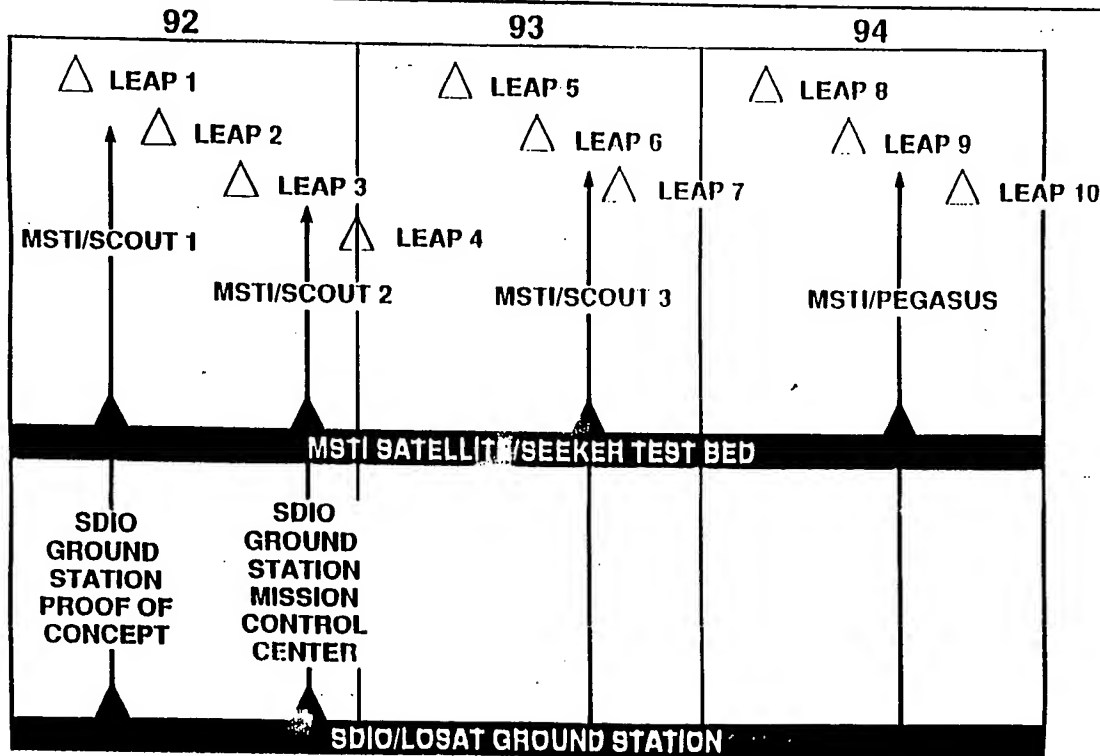 92 93 94
LEAP 1 LEAP 5 LEAP 8
LEAP 2 LEAP 6 LEAP 9
LEAP 3 LEAP 7 LEAP 10
MSTI/SCOUT 1 LEAP 4
MSTI/SCOUT 2 MSTI/SCOUT 3 MSTI/PEGASUS
MSTI SATELLITE/SEEKER TEST BED
SDIO
GROUND
STATION
PROOF OF
CONCEPT
SDIO
GROUND
STATION
MISSION
CONTROL
CENTER
SDIO/LOSAT GROUND STATION